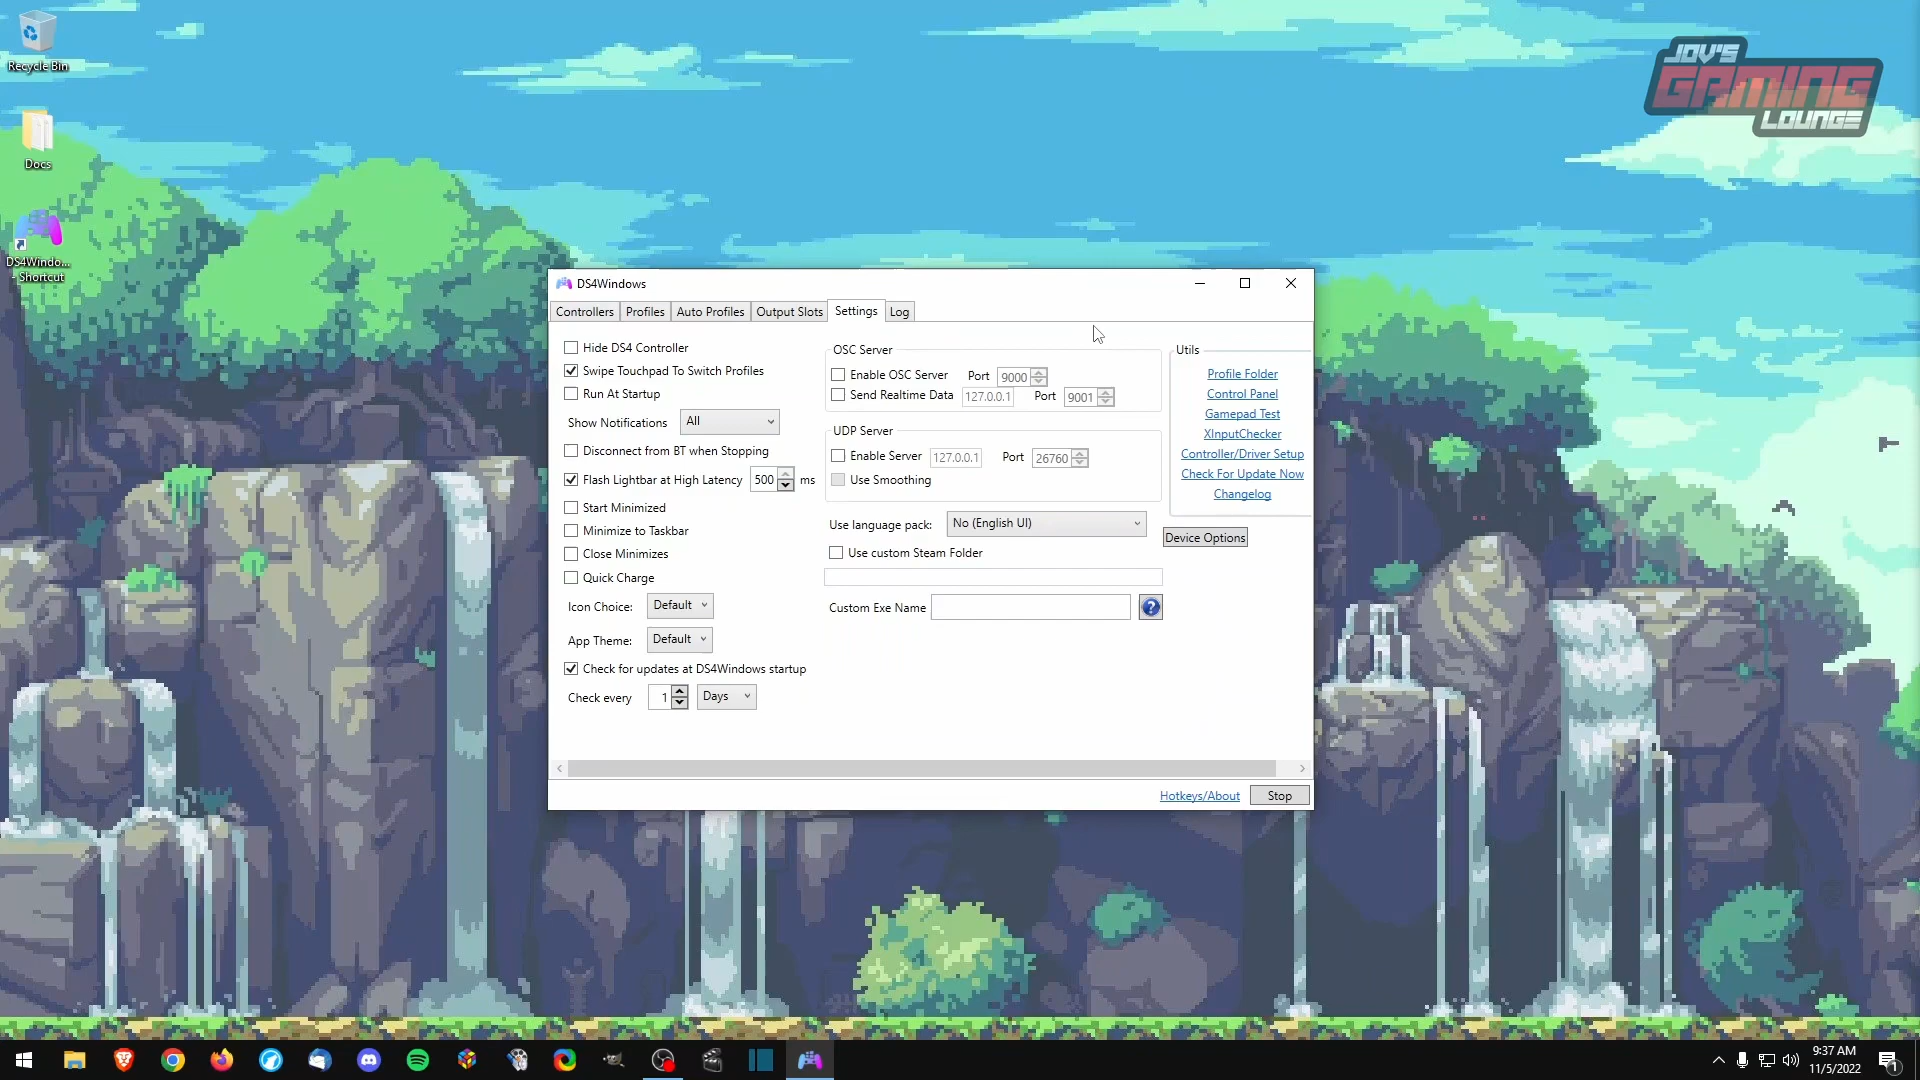 Recycle Bin
Docs
DS4Windo...
- Shortcut
JOV'S
GAMING
LOUNGE
DS4Windows
Controllers
Profiles
Auto Profiles
Output Slots
Settings
Log
Hide DS4 Controller
Swipe Touchpad To Switch Profiles
Run At Startup
Show Notifications All
Disconnect from BT when Stopping
Flash Lightbar at High Latency 500 ms
Start Minimized
Minimize to Taskbar
Close Minimizes
Quick Charge
Icon Choice: Default
App Theme: Default
Check for updates at DS4Windows startup
Check every 1 Days
OSC Server
Enable OSC Server Port 9000
Send Realtime Data 127.0.0.1 Port 9001
UDP Server
Enable Server 127.0.0.1 Port 26760
Use Smoothing
Use language pack: No (English UI)
Use custom Steam Folder
Custom Exe Name
Utils
Profile Folder
Control Panel
Gamepad Test
XInputChecker
Controller/Driver Setup
Check For Update Now
Changelog
Device Options
Hotkeys/About
Stop
9:37 AM
11/5/2022
1